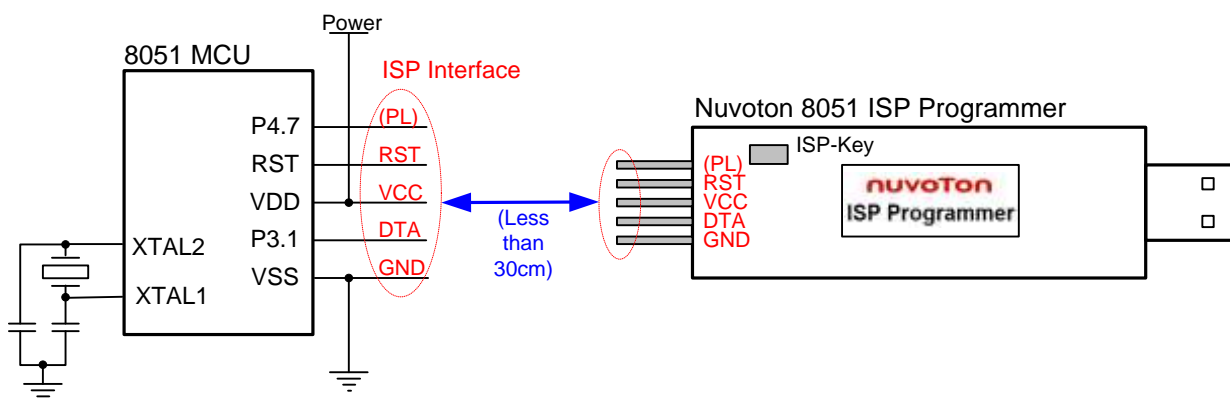 Power
8051 MCU
ISP Interface
P4.7
(PL)
RST
RST
VDD
VCC
P3.1
DTA
VSS
GND
XTAL2
XTAL1
(Less
than
30cm)
Nuvoton 8051 ISP Programmer
ISP-Key
(PL)
RST
VCC
DTA
GND
nuvoTon
ISP Programmer